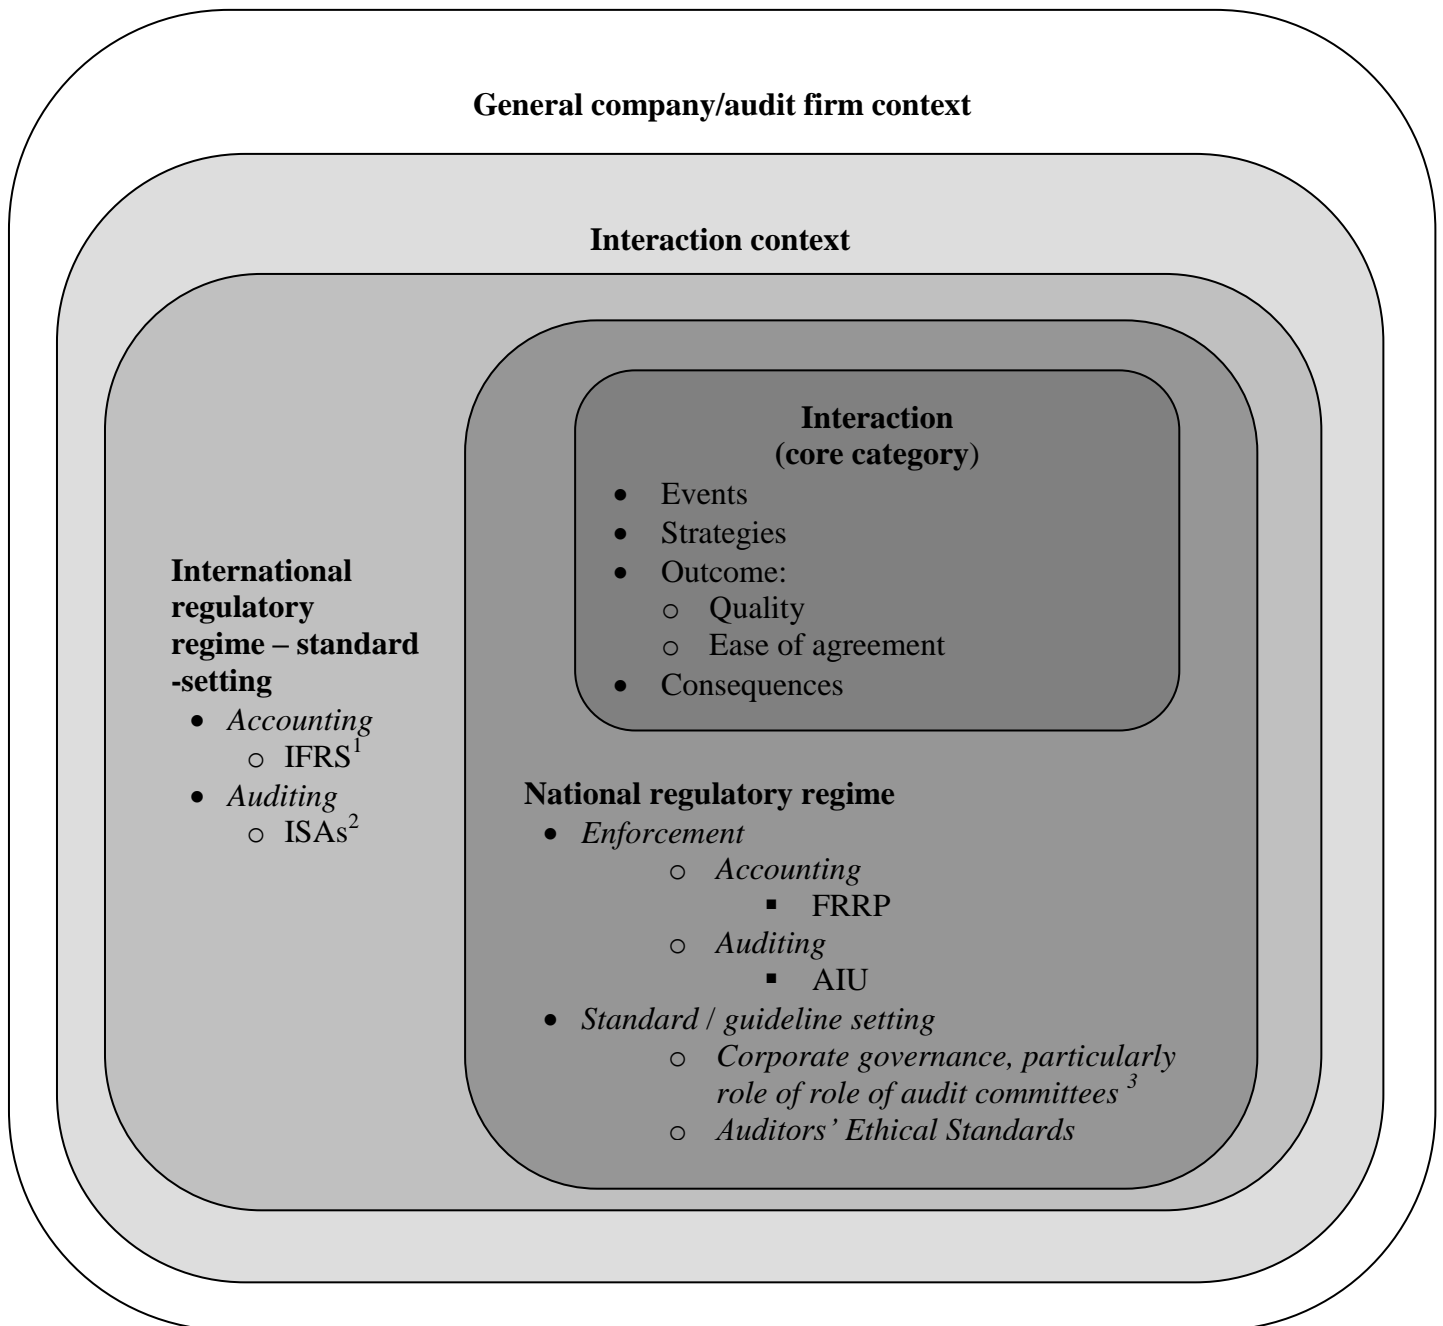 General company/audit firm context
Interaction context
Interaction
(core category)
• Events
• Strategies
• Outcome:
o Quality
o Ease of agreement
• Consequences
International
regulatory
regime – standard
-setting
• Accounting
o IFRS1
• Auditing
o ISAs2
National regulatory regime
• Enforcement
o Accounting
▪ FRRP
o Auditing
▪ AIU
• Standard / guideline setting
o Corporate governance, particularly
role of role of audit committees 3
o Auditors’ Ethical Standards